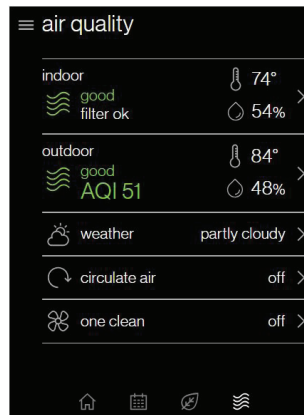 air quality
indoor
74°
good
filter ok
54%
outdoor
84°
good
AQI 51
48%
weather partly cloudy
circulate air off
one clean off